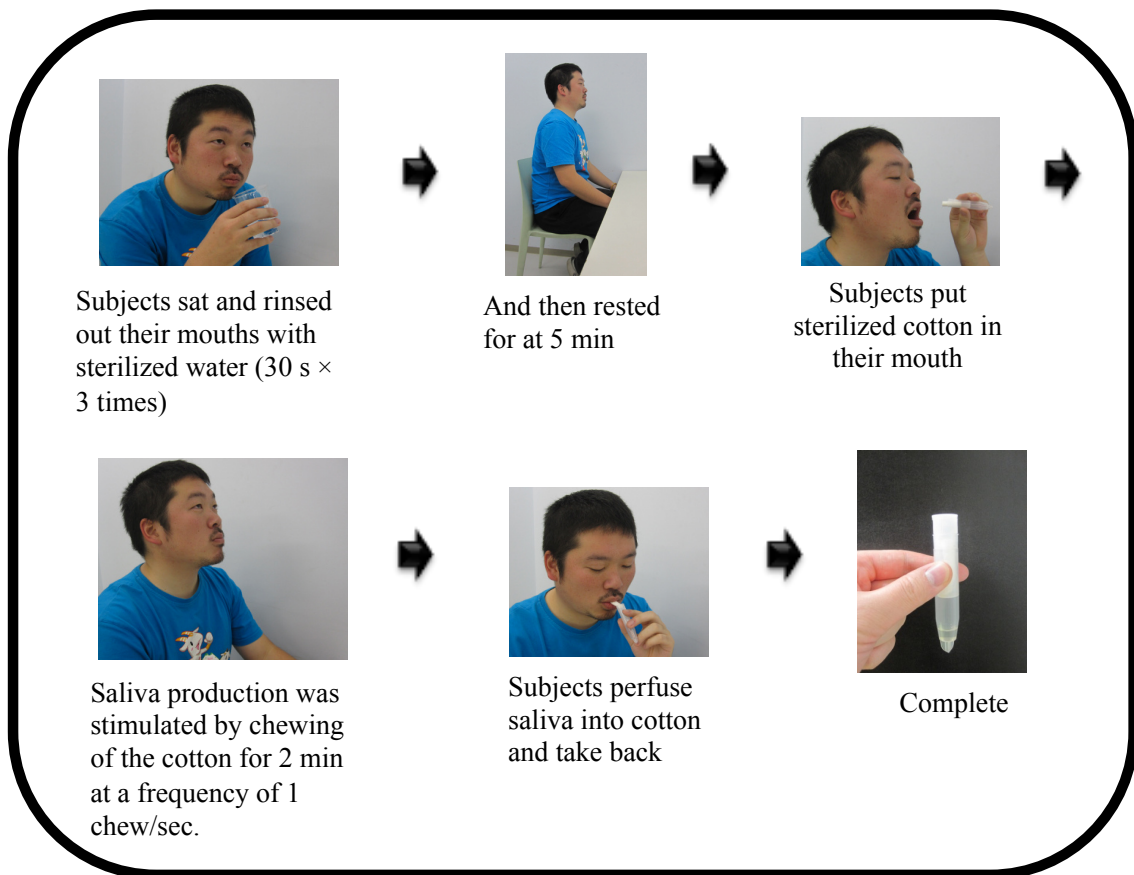 Subjects sat and rinsed
out their mouths with
sterilized water (30 s ×
3 times)
And then rested
for at 5 min
Subjects put
sterilized cotton in
their mouth
Saliva production was
stimulated by chewing
of the cotton for 2 min
at a frequency of 1
chew/sec.
Subjects perfuse
saliva into cotton
and take back
Complete